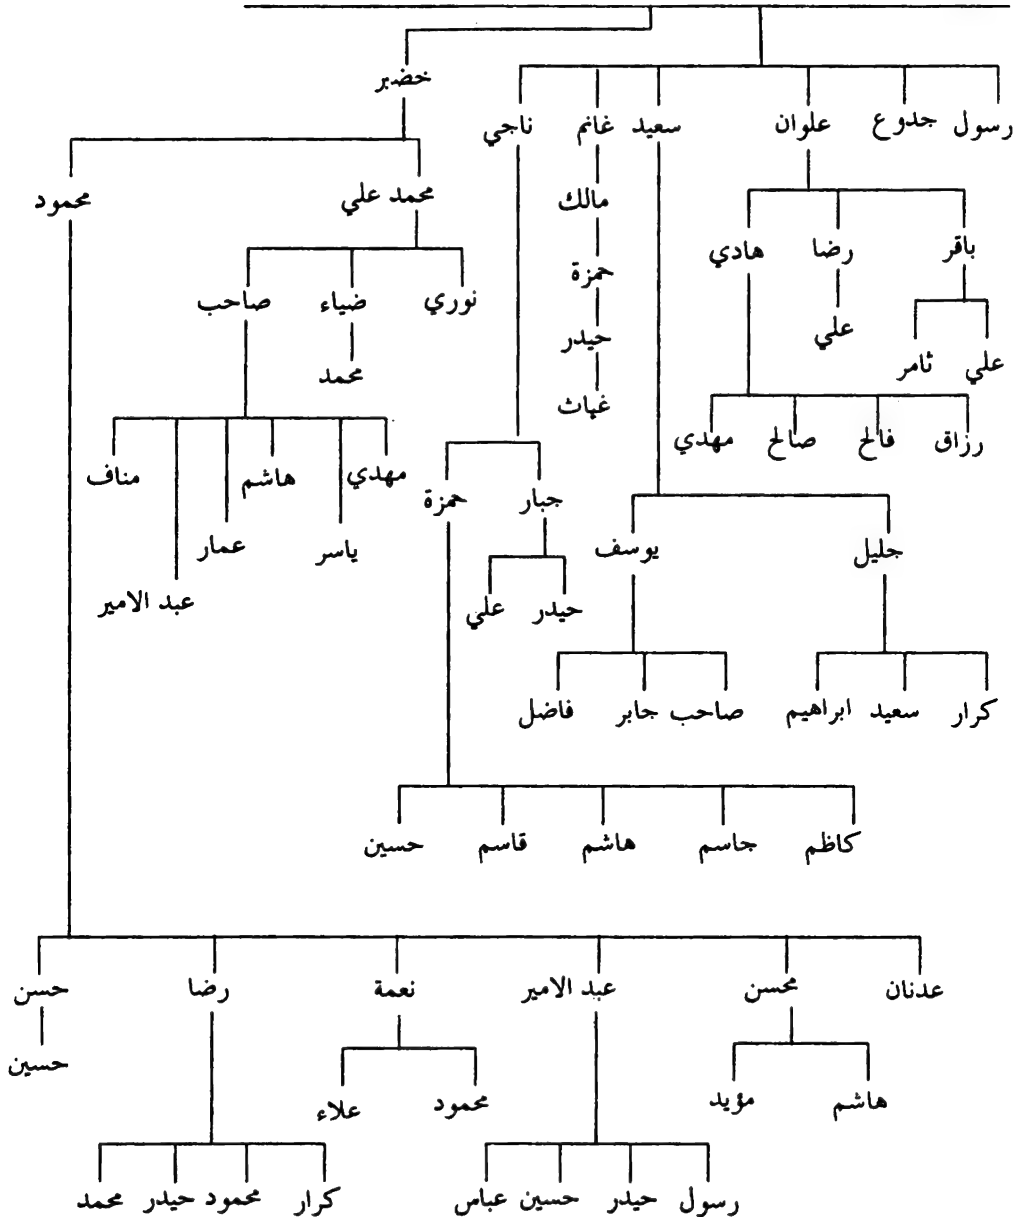 خضبر
رسول جدوع علوان سعيد غانم ناجي
محمد علي محمود
مالك
باقر رضا هادي
حمزة
نوري ضياء صاحب
علي حيدر
علي ثامر
محمد
غياث
رزاق فالح صالح مهدي
مهدي هاشم مناف
جبار حمزة
ياسر عمار
جليل يوسف
عبد الامير
حيدر علي
كرار سعيد ابراهيم صاحب جابر فاضل
كاظم جاسم هاشم قاسم حسين
عدنان محسن عبد الامير نعمة رضا حسن
حسين
هاشم مؤيد محمود علاء
رسول حيدر حسين عباس كرار محمود حيدر محمد